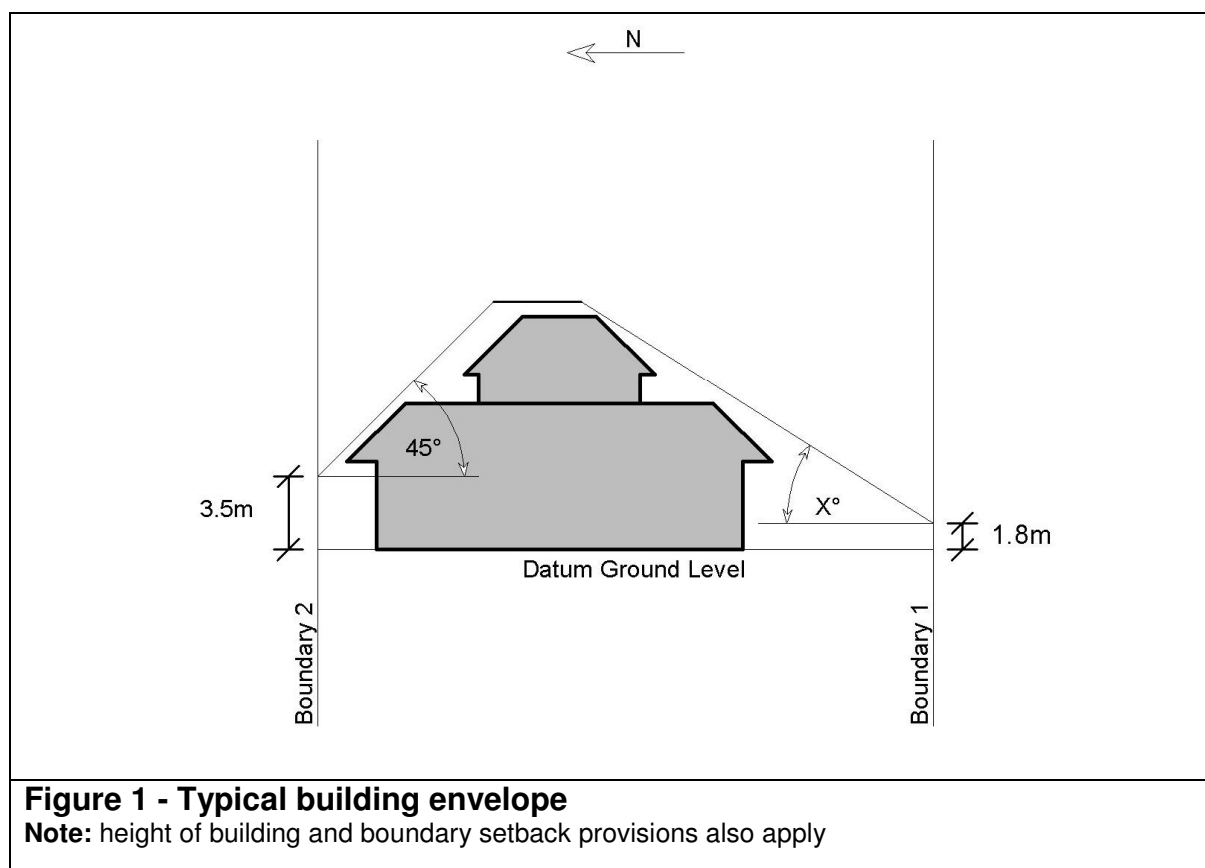 N
45°
3.5m
X°
1.8m
Datum Ground Level
Boundary 2
Boundary 1
Figure 1 - Typical building envelope
Note: height of building and boundary setback provisions also apply